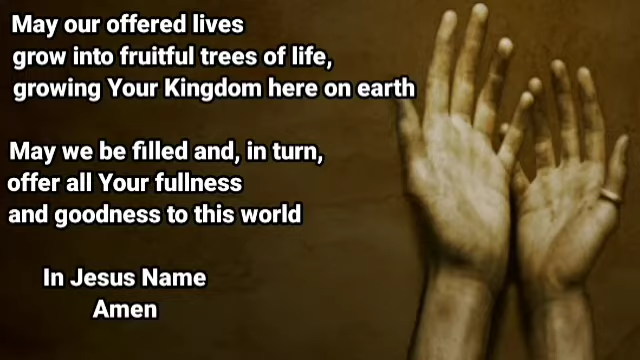 May our offered lives
grow into fruitful trees of life,
growing Your Kingdom here on earth
May we be filled and, in turn,
offer all Your fullness
and goodness to this world
In Jesus Name
Amen